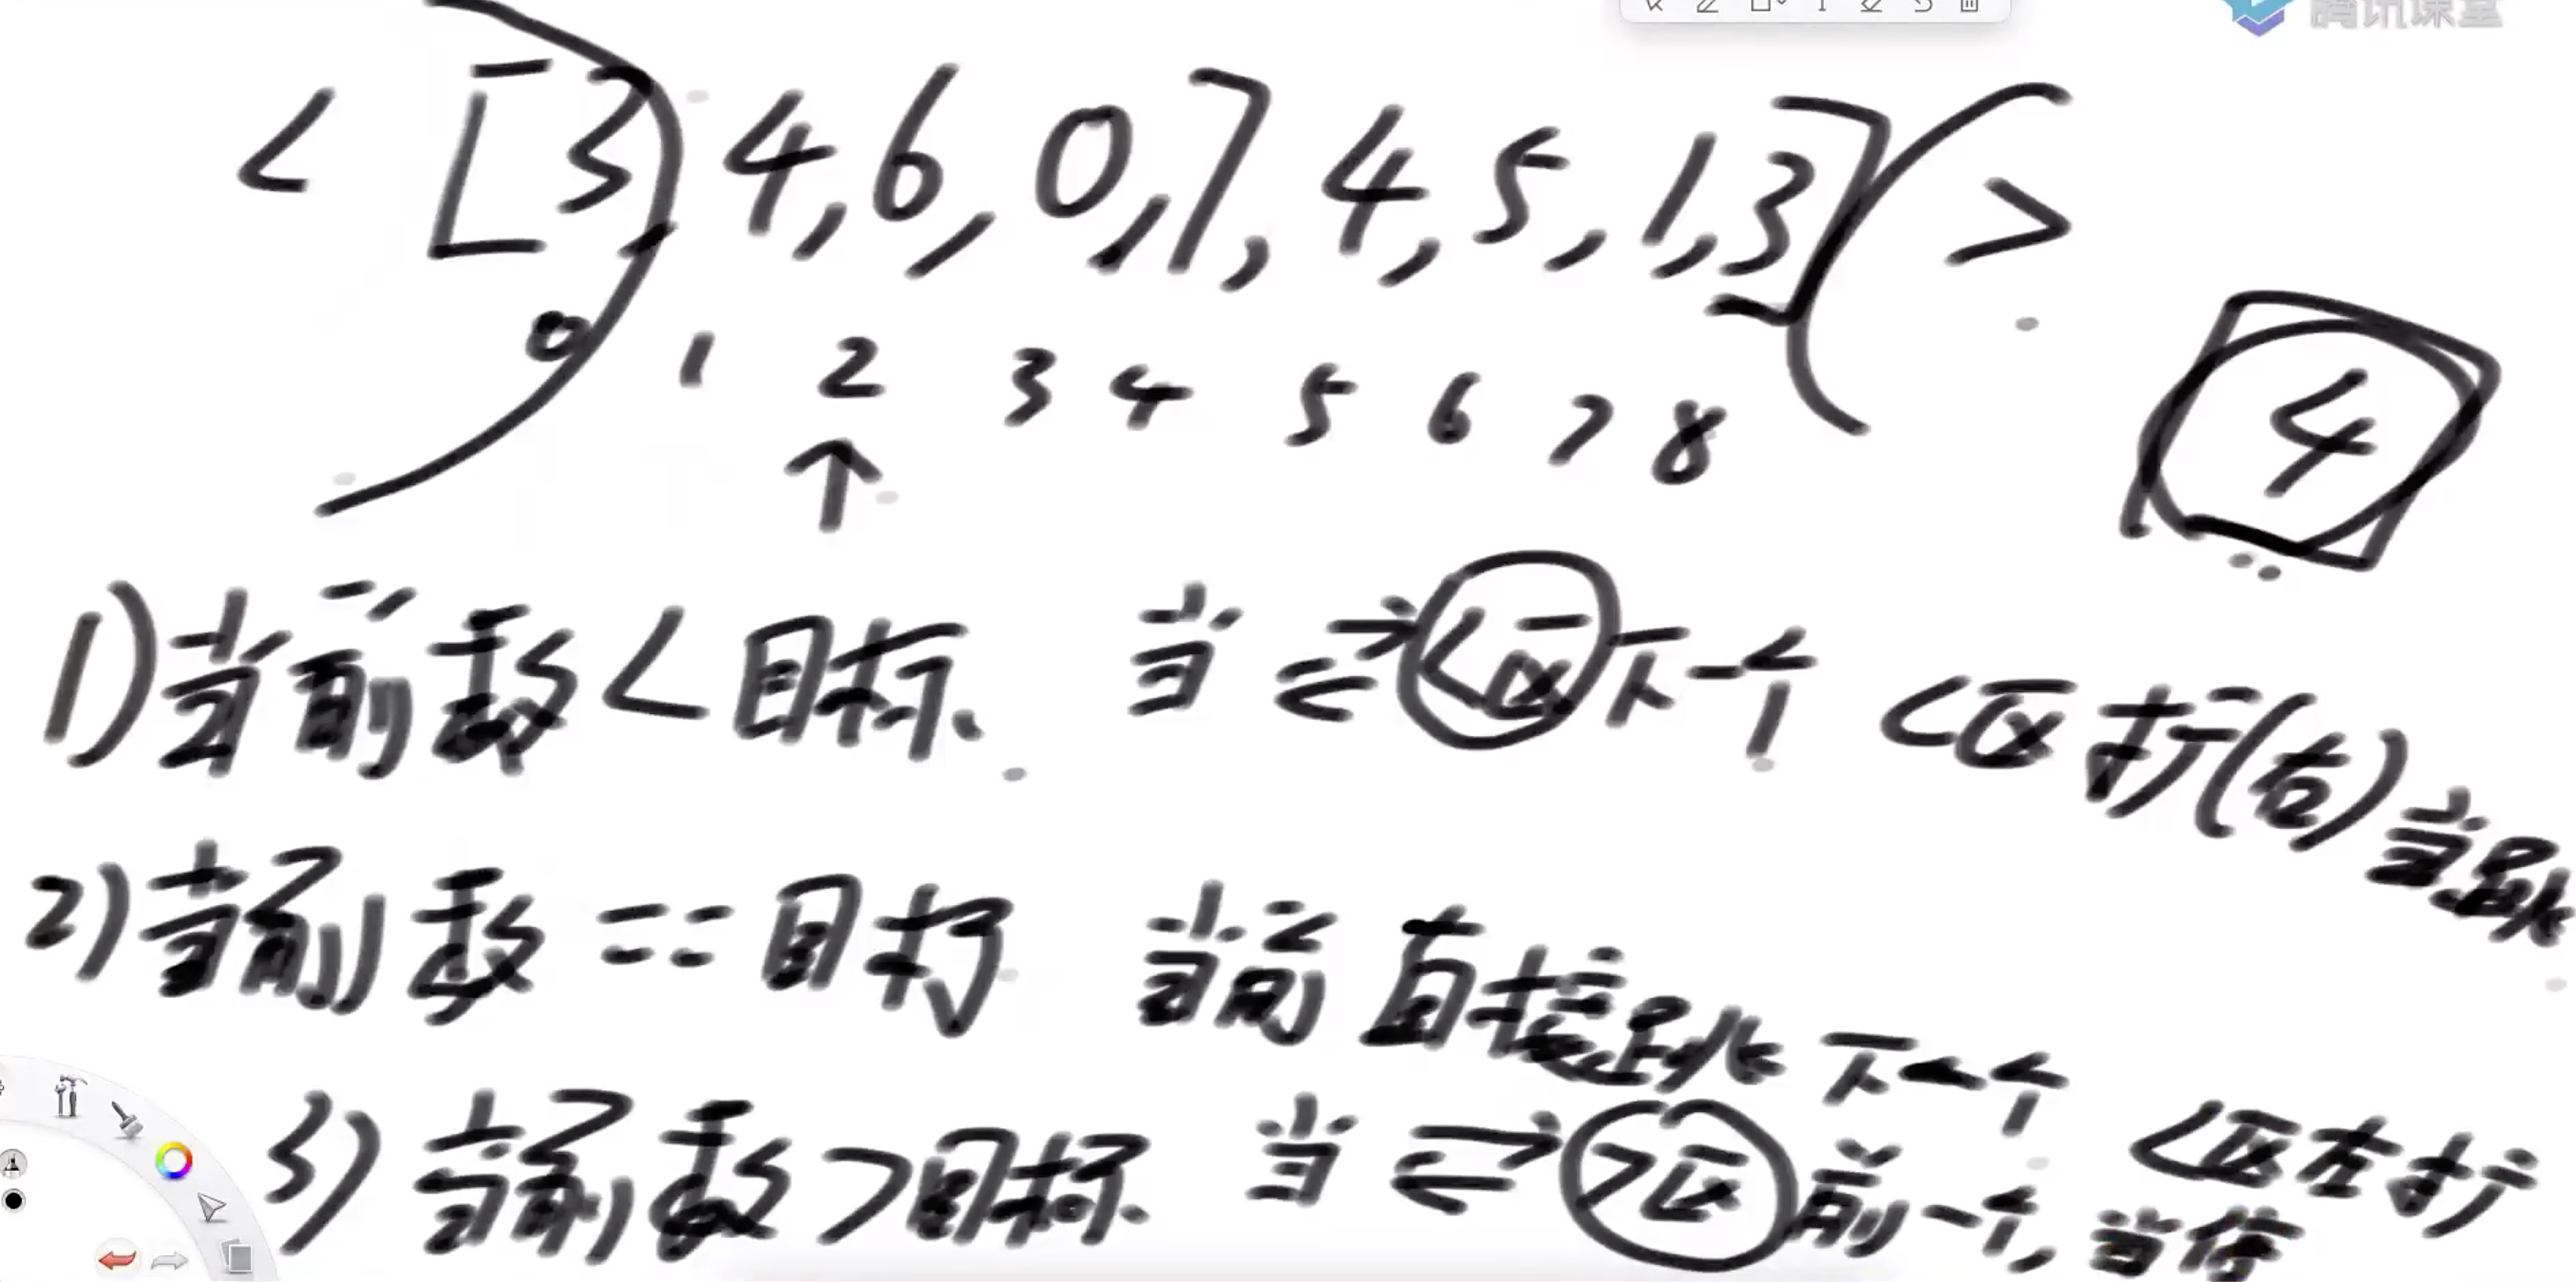 腾讯课堂
< [3, 4, 6, 0, 7, 4, 5, 1, 3] >
0 1 2 3 4 5 6 7 8
↑
4
1) 当前数 < 目标. 当 ⇄ <区下一个 <区扩(右) 当跳
2) 当前数 == 目标 当前 直接跳下一个
3) 当前数 > 目标. 当 ⇄ >区前一个, 当停
<区右扩